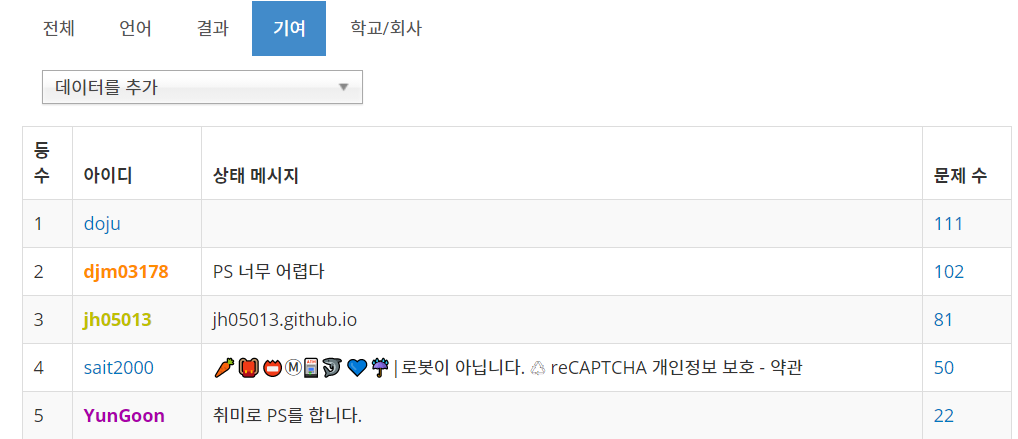 전체 언어 결과 기여 학교/회사
데이터를 추가
등수 아이디 상태 메시지 문제 수
1 doju 111
2 djm03178 PS 너무 어렵다 102
3 jh05013 jh05013.github.io 81
4 sait2000 🥕🎒📛Ⓜ️🏧🌪💙☔|로봇이 아닙니다. ♺ reCAPTCHA 개인정보 보호 - 약관 50
5 YunGoon 취미로 PS를 합니다. 22